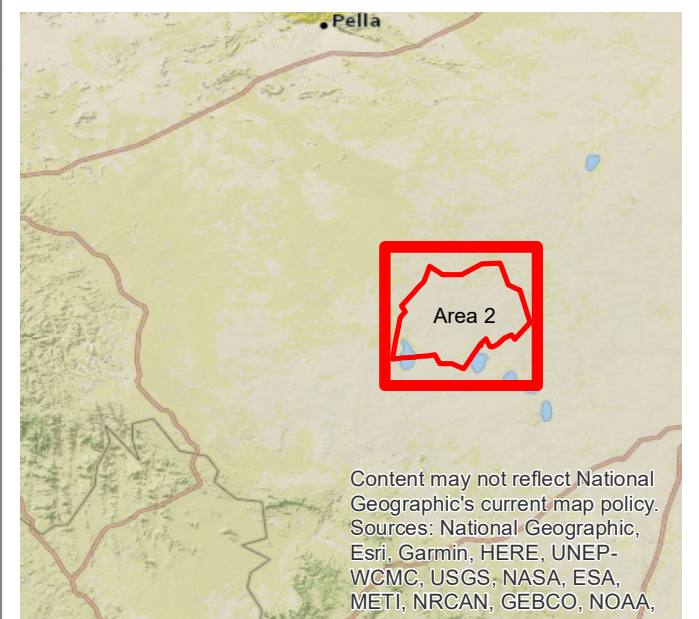 Pella
Area 2
Content may not reflect National
Geographic's current map policy.
Sources: National Geographic,
Esri, Garmin, HERE, UNEP-
WCMC, USGS, NASA, ESA,
METI, NRCAN, GEBCO, NOAA,